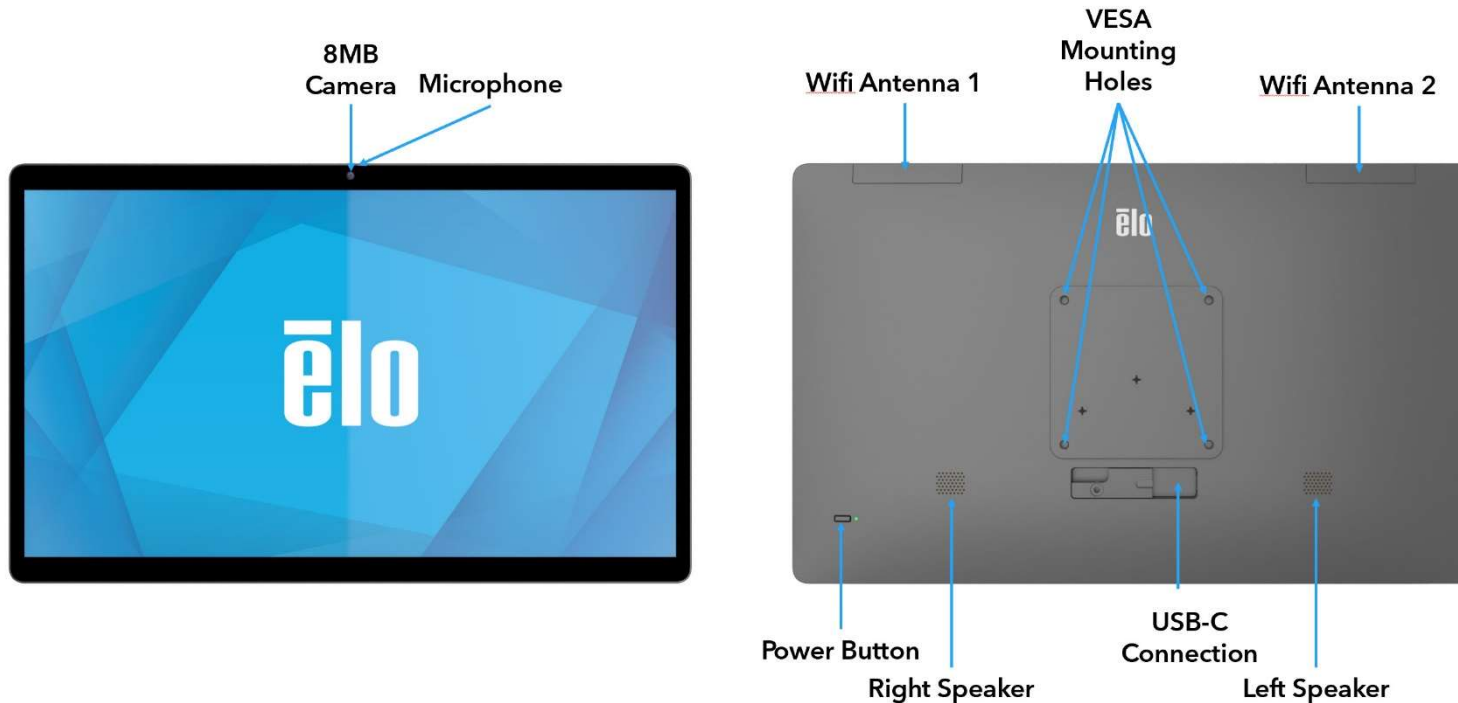 8MB
Camera
Microphone
ēlo
VESA
Mounting
Holes
Wifi Antenna 1
Wifi Antenna 2
ēlo
Power Button
Right Speaker
USB-C
Connection
Left Speaker